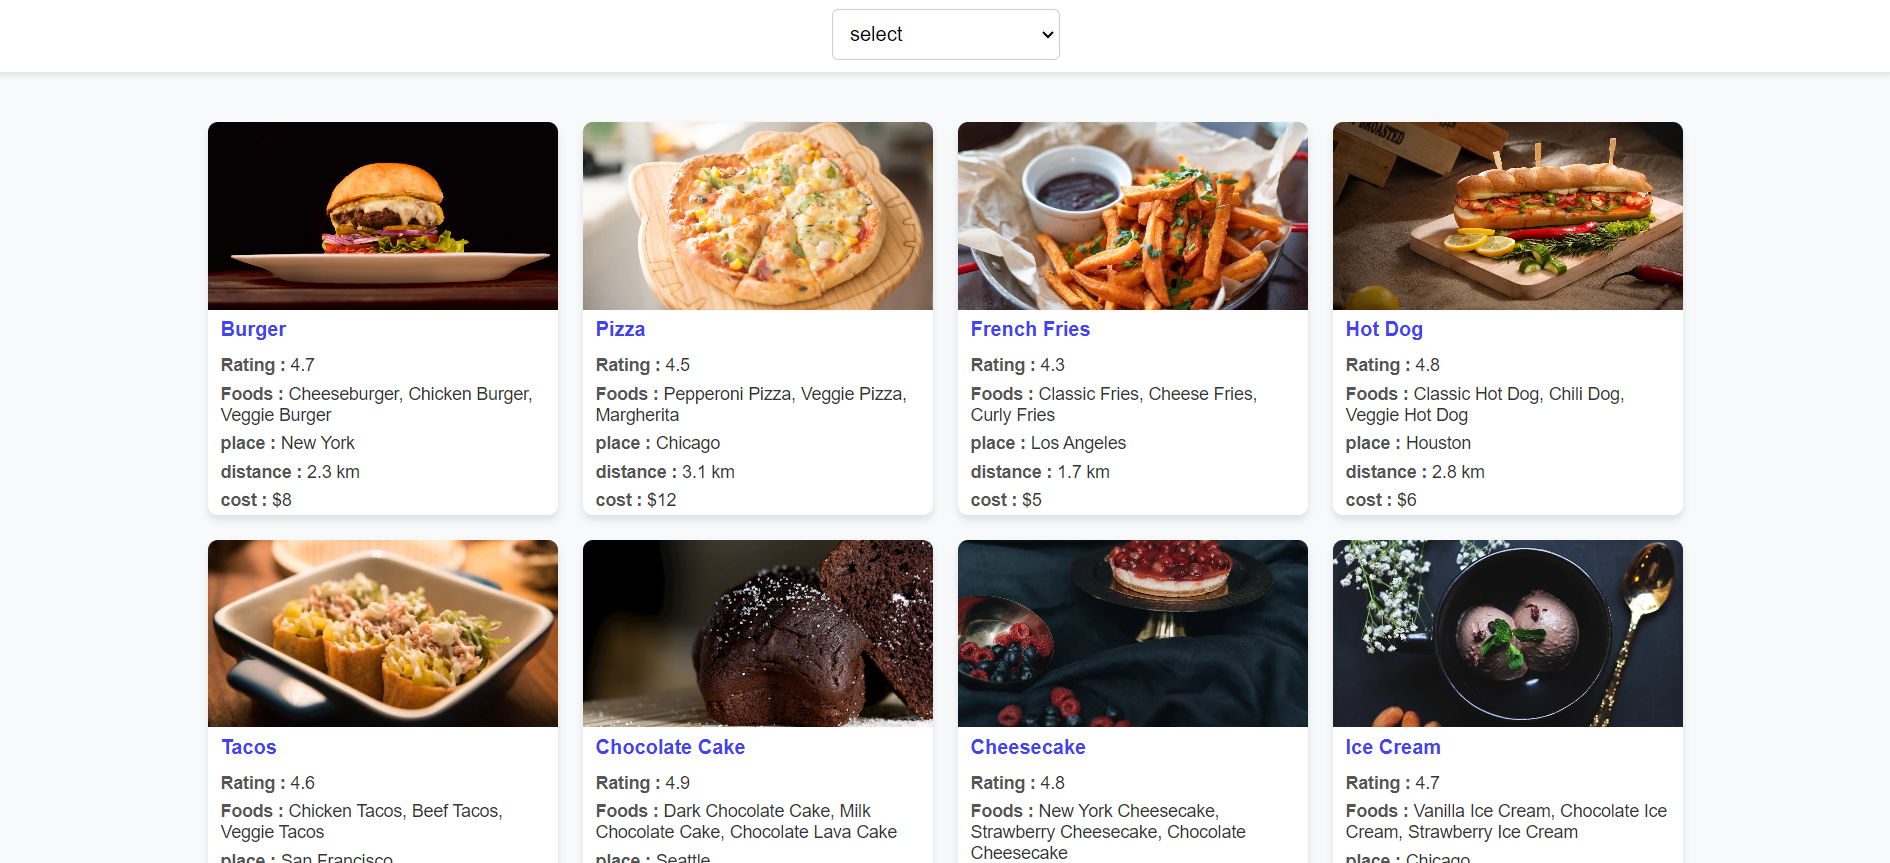 select
BROASTED
Burger
Rating : 4.7
Foods : Cheeseburger, Chicken Burger,
Veggie Burger
place : New York
distance : 2.3 km
cost : $8
Pizza
Rating : 4.5
Foods : Pepperoni Pizza, Veggie Pizza,
Margherita
place : Chicago
distance : 3.1 km
cost : $12
French Fries
Rating : 4.3
Foods : Classic Fries, Cheese Fries,
Curly Fries
place : Los Angeles
distance : 1.7 km
cost : $5
Hot Dog
Rating : 4.8
Foods : Classic Hot Dog, Chili Dog,
Veggie Hot Dog
place : Houston
distance : 2.8 km
cost : $6
Tacos
Rating : 4.6
Foods : Chicken Tacos, Beef Tacos,
Veggie Tacos
place : San Francisco
Chocolate Cake
Rating : 4.9
Foods : Dark Chocolate Cake, Milk
Chocolate Cake, Chocolate Lava Cake
place : Seattle
Cheesecake
Rating : 4.8
Foods : New York Cheesecake,
Strawberry Cheesecake, Chocolate
Cheesecake
Ice Cream
Rating : 4.7
Foods : Vanilla Ice Cream, Chocolate Ice
Cream, Strawberry Ice Cream
place : Chicago